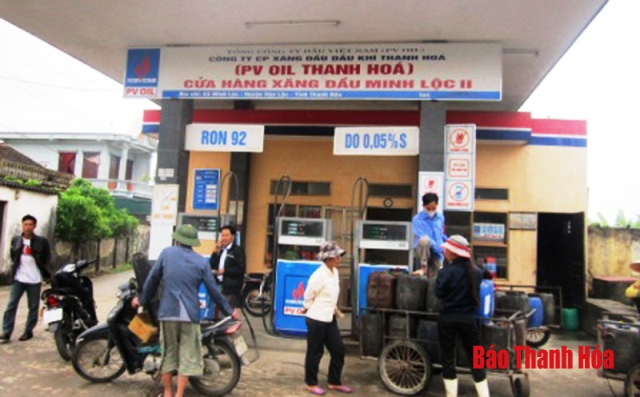 TỔNG CÔNG TY DẦU VIỆT NAM (PV OIL)
CÔNG TY CP XĂNG DẦU DẦU KHÍ THANH HOÁ
(PV OIL THANH HOÁ)
CỬA HÀNG XĂNG DẦU MINH LỘC II
PV OIL
RON 92
DO 0,05%S
Báo Thanh Hóa